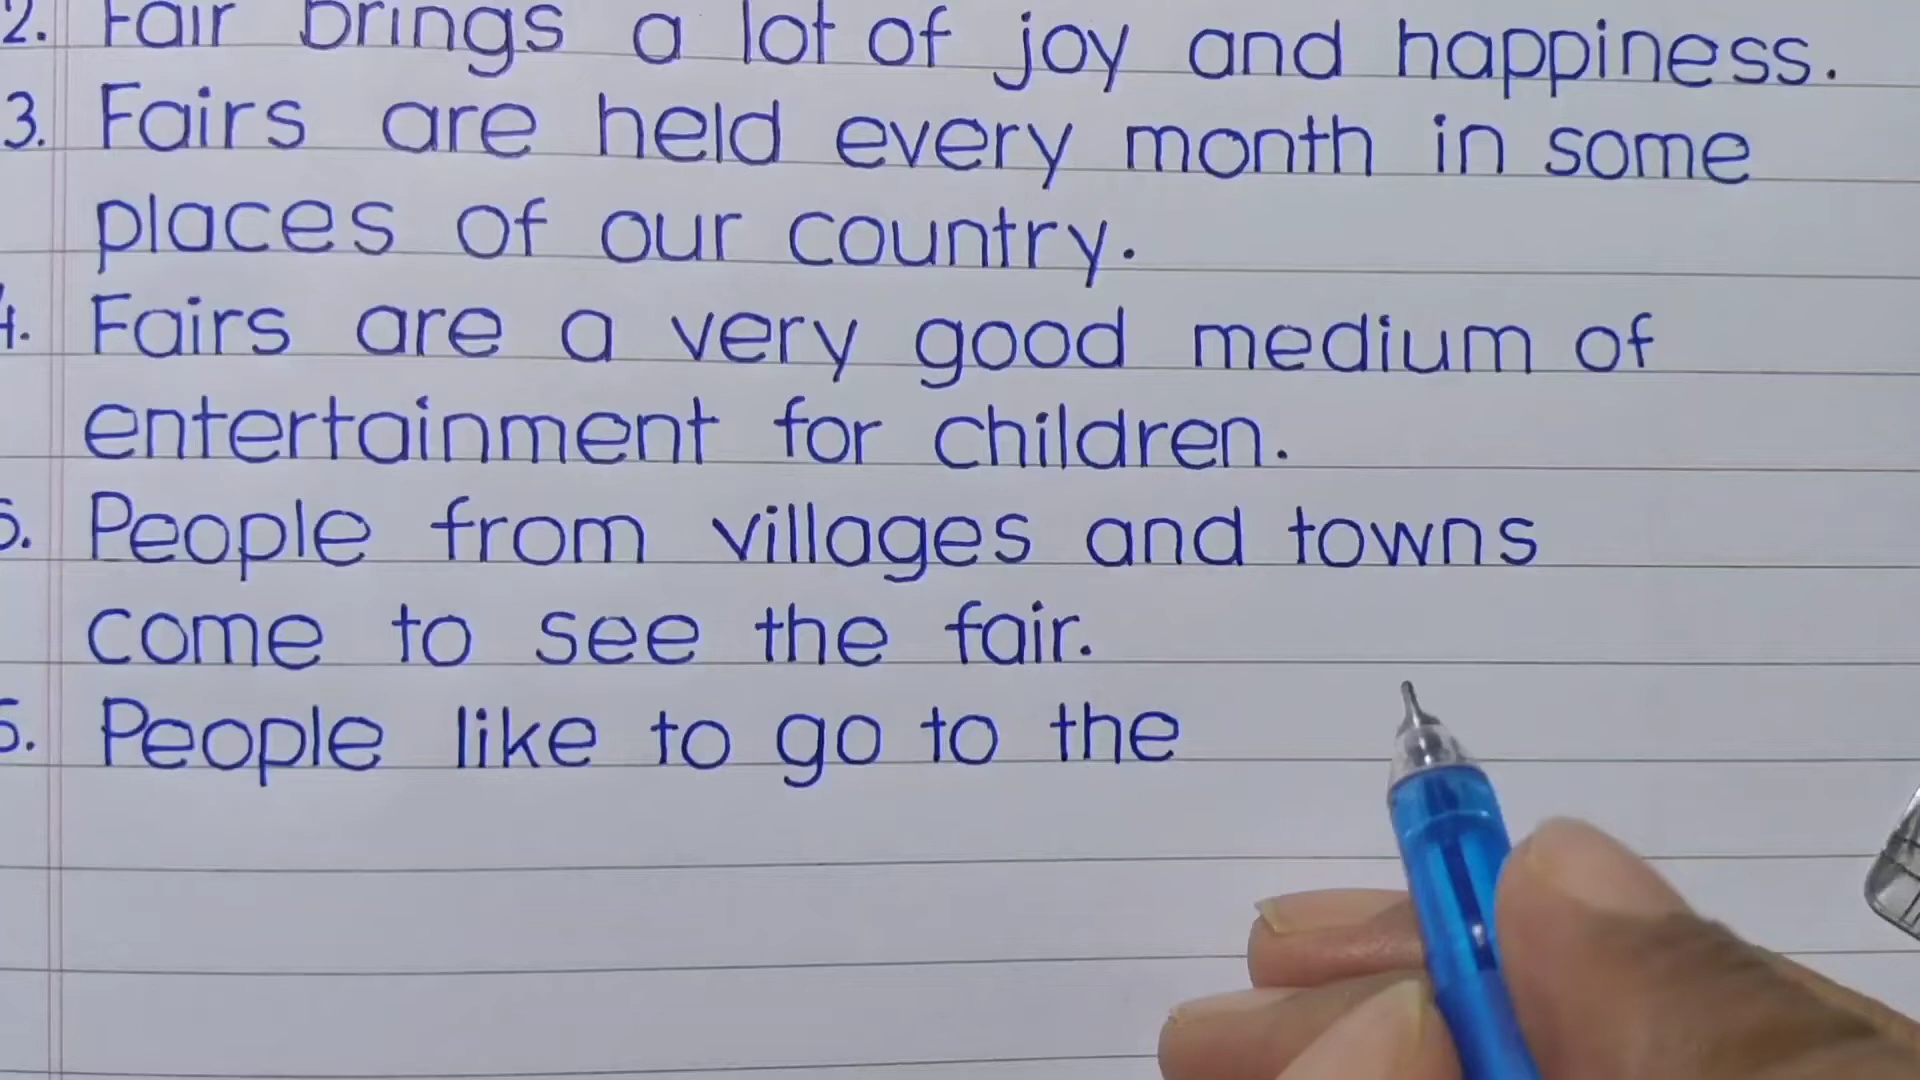 2. Fair brings a lot of joy and happiness.
3. Fairs are held every month in some
places of our country.
4. Fairs are a very good medium of
entertainment for children.
5. People from villages and towns
come to see the fair.
6. People like to go to the